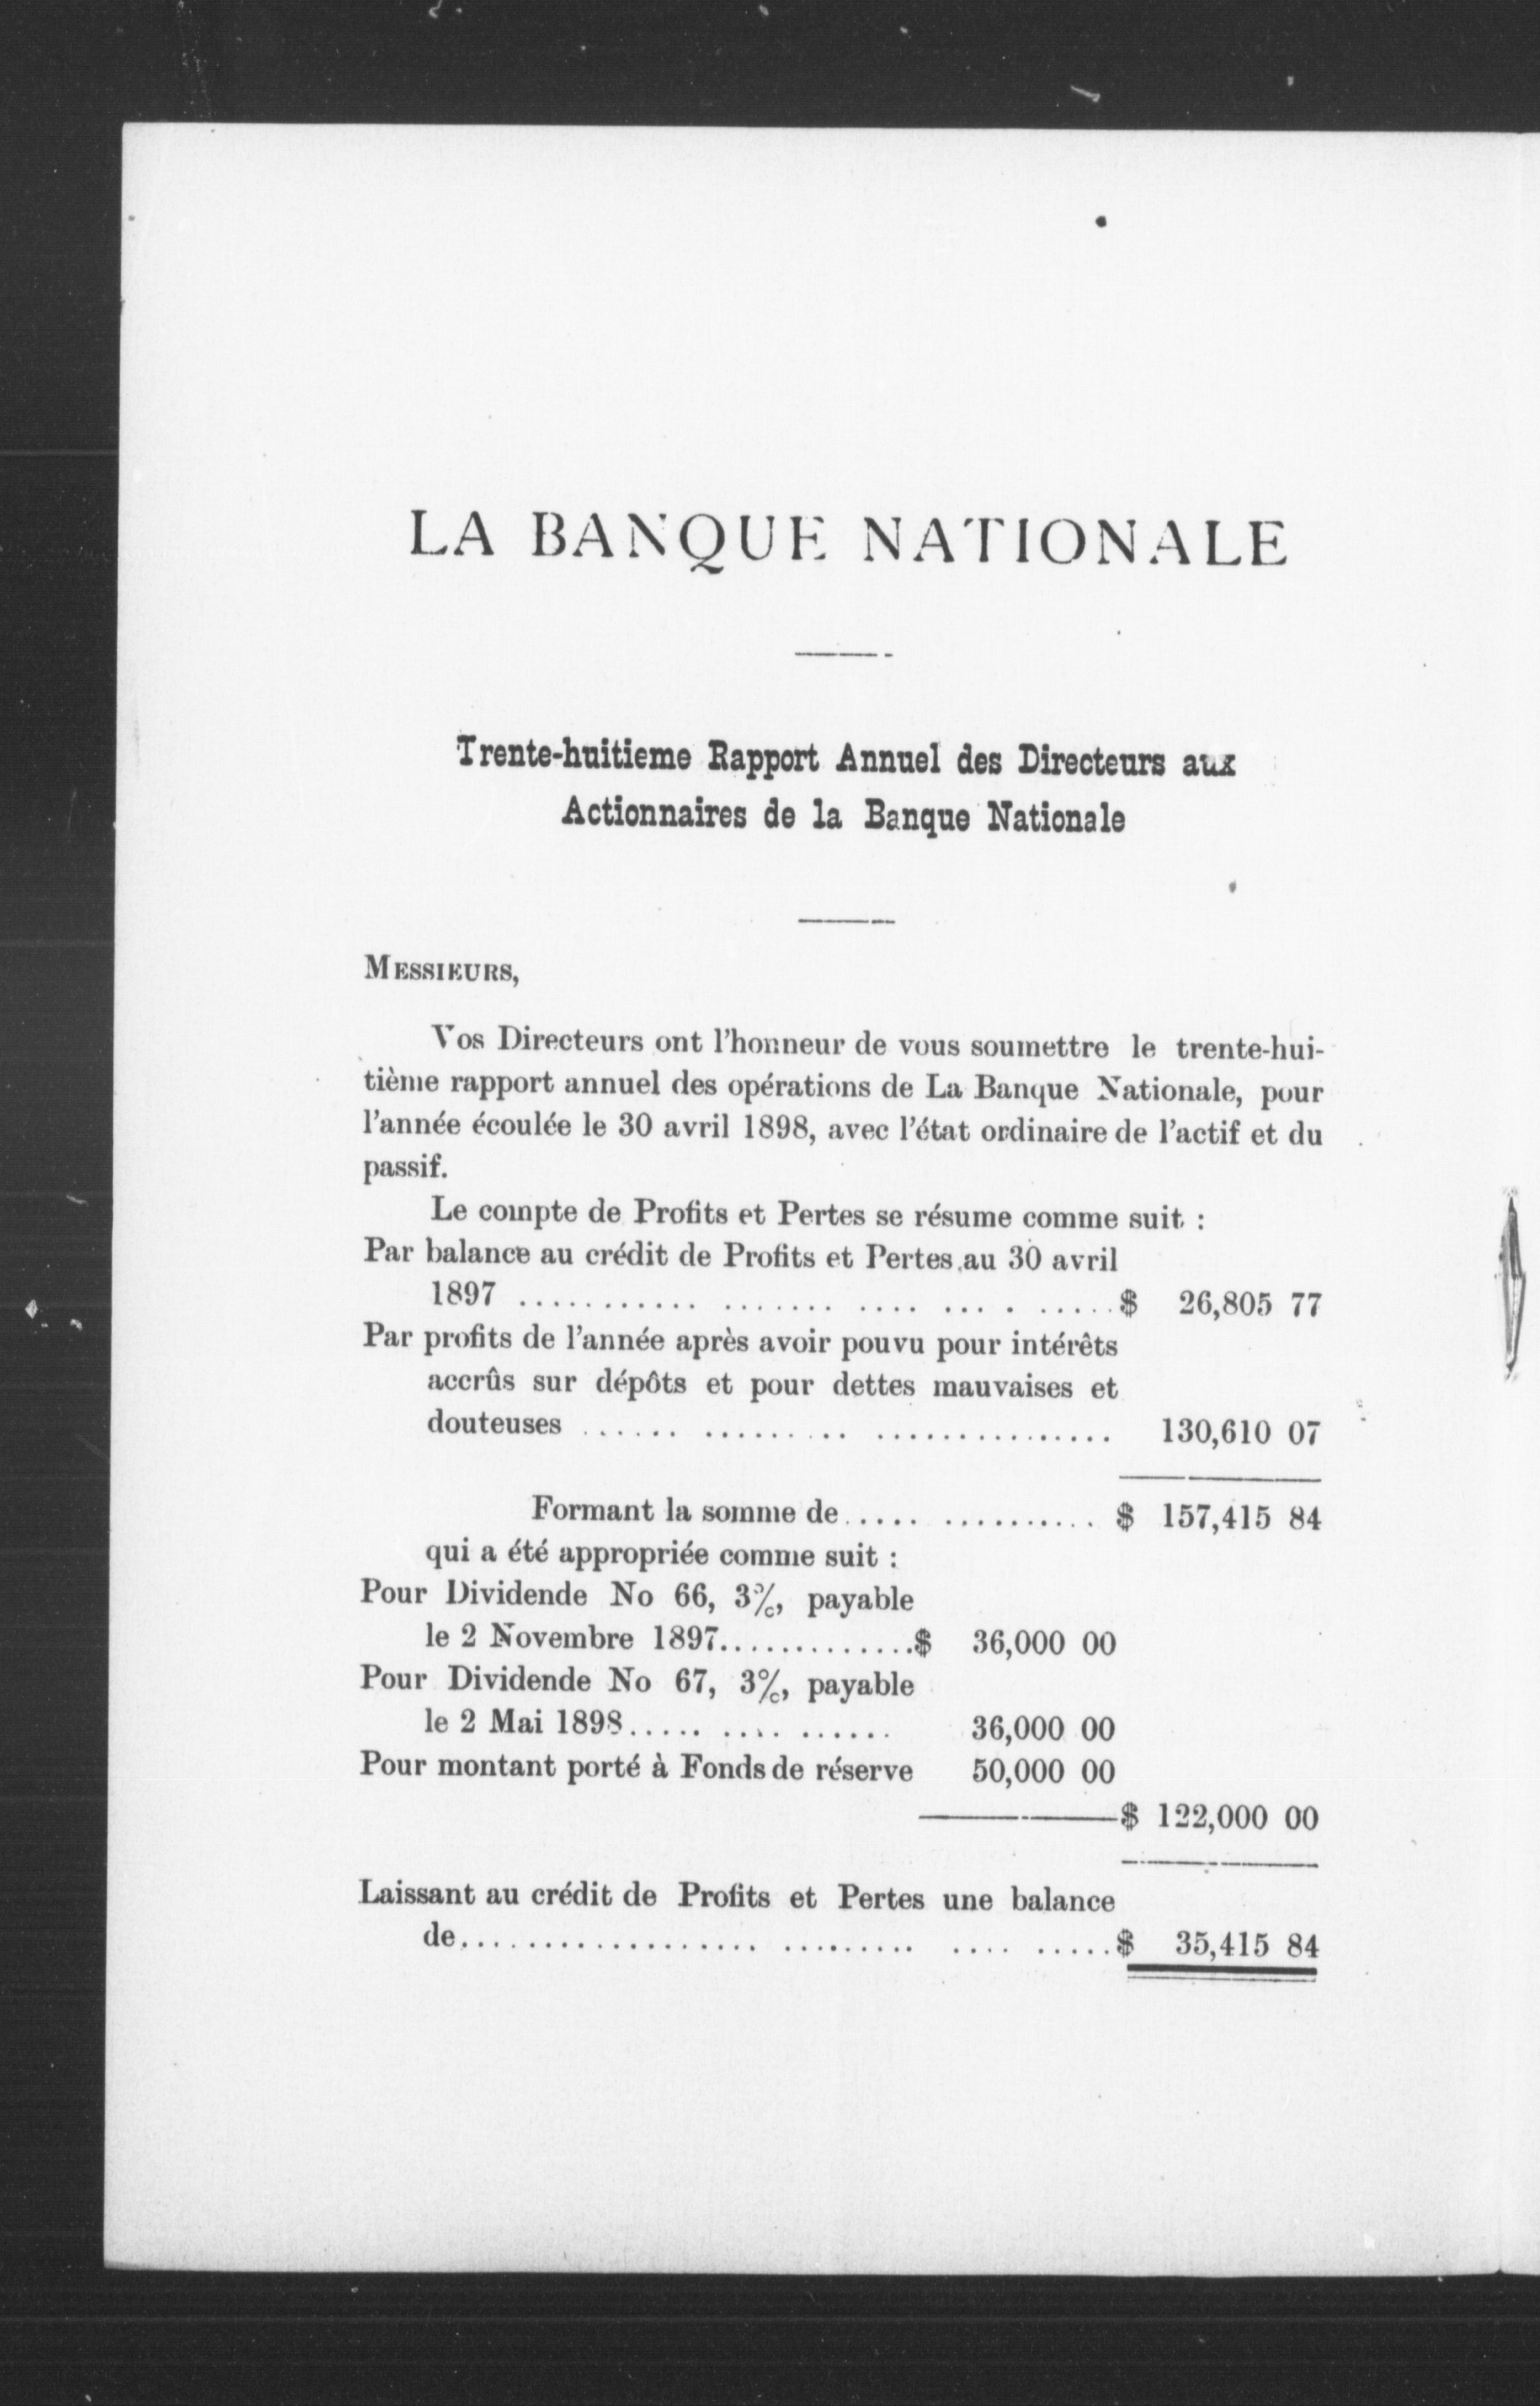 LA BANQUE NATIONALE
Trente-huitieme Rapport Annuel des Directeurs aux
Actionnaires de la Banque Nationale
MESSIEURS,
Vos Directeurs ont l'honneur de vous soumettre le trente-hui-
tième rapport annuel des opérations de La Banque Nationale, pour
l'année écoulée le 30 avril 1898, avec l'état ordinaire de l'actif et du
passif.
Le compte de Profits et Pertes se résume comme suit :
Par balance au crédit de Profits et Pertes au 30 avril
1897 ........... ....... .... ... . .....$ 26,805 77
Par profits de l'année après avoir pouvu pour intérêts
accrûs sur dépôts et pour dettes mauvaises et
douteuses ...... ......... ............... 130,610 07
Formant la somme de..... .......... $ 157,415 84
qui a été appropriée comme suit :
Pour Dividende No 66, 3%, payable
le 2 Novembre 1897..............$ 36,000 00
Pour Dividende No 67, 3%, payable
le 2 Mai 1898..... .... ...... 36,000 00
Pour montant porté à Fonds de réserve 50,000 00
$ 122,000 00
Laissant au crédit de Profits et Pertes une balance
de.................. ......... .... .....$ 35,415 84